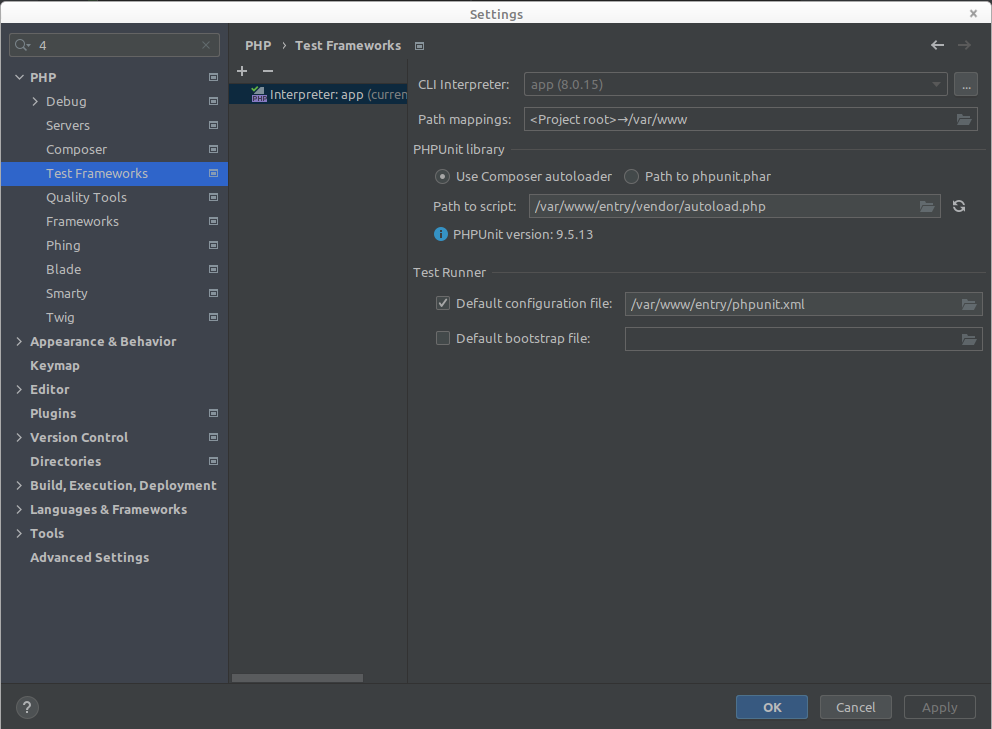 Settings
4
PHP
Debug
Servers
Composer
Test Frameworks
Quality Tools
Frameworks
Phing
Blade
Smarty
Twig
Appearance & Behavior
Keymap
Editor
Plugins
Version Control
Directories
Build, Execution, Deployment
Languages & Frameworks
Tools
Advanced Settings
PHP › Test Frameworks
Interpreter: app (curren
CLI Interpreter: app (8.0.15) ...
Path mappings: <Project root>→/var/www
PHPUnit library
Use Composer autoloader Path to phpunit.phar
Path to script: /var/www/entry/vendor/autoload.php
PHPUnit version: 9.5.13
Test Runner
Default configuration file: /var/www/entry/phpunit.xml
Default bootstrap file:
? OK Cancel Apply